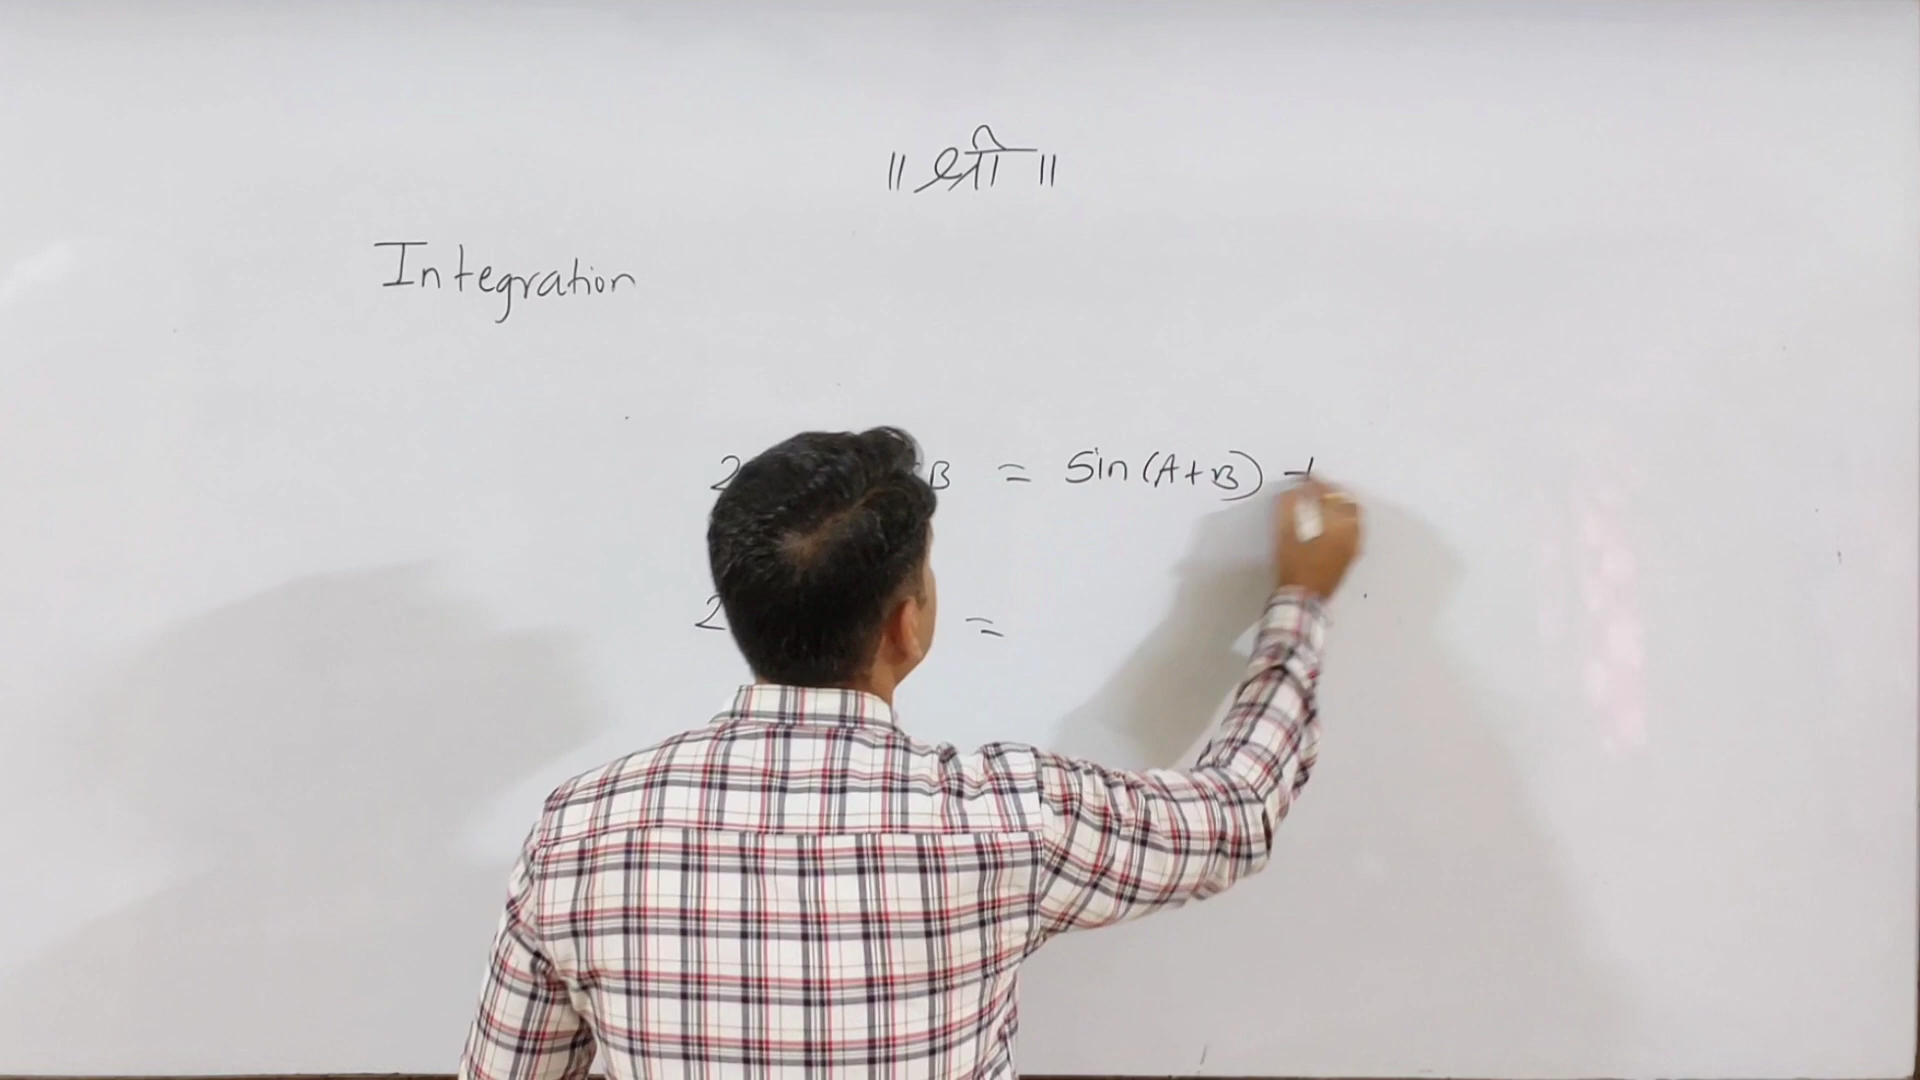 ॥ श्री ॥
Integration
2 B = Sin(A+B) +
2 =